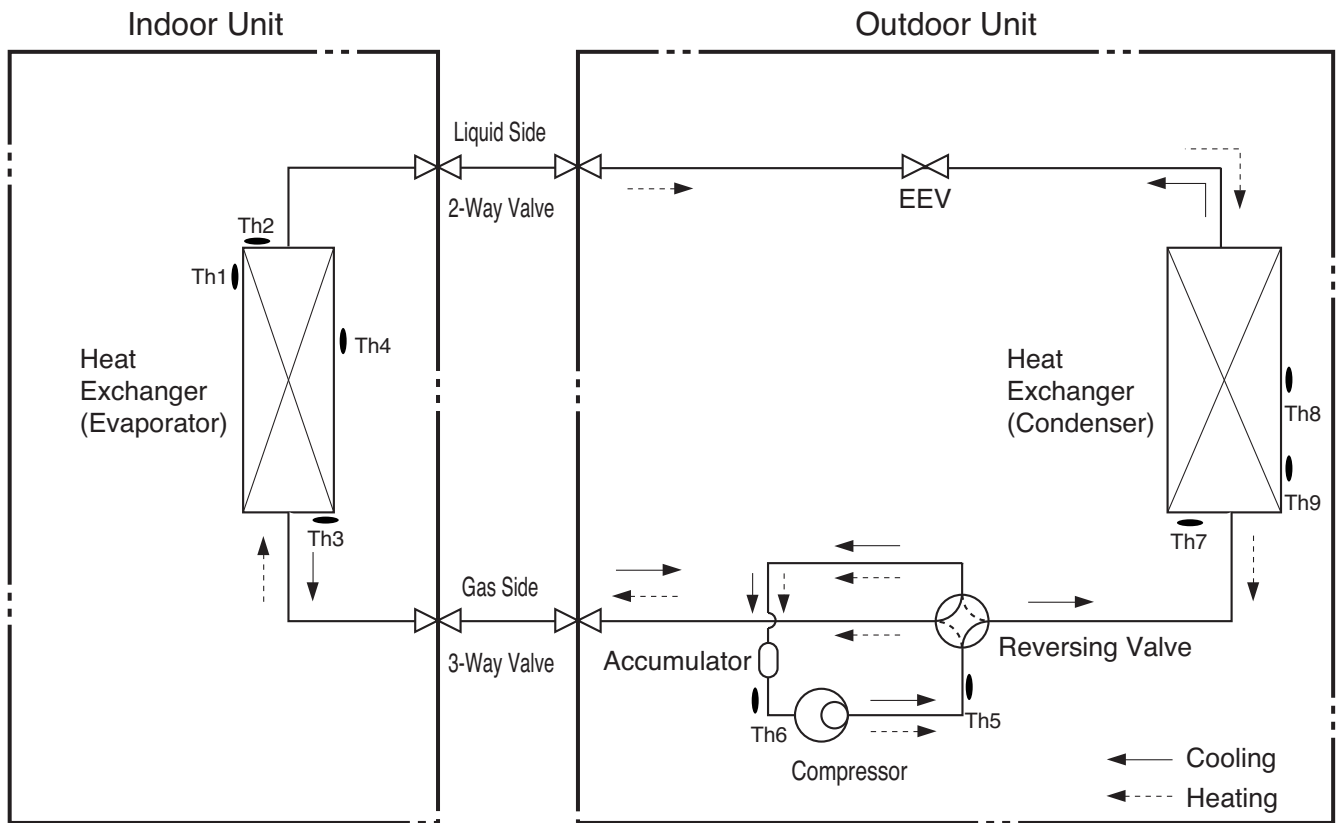 Indoor Unit
Outdoor Unit
Liquid Side
2-Way Valve
EEV
Th2
Th1
Th4
Heat
Exchanger
(Evaporator)
Th3
Heat
Exchanger
(Condenser)
Th8
Th9
Th7
Gas Side
3-Way Valve
Accumulator
Reversing Valve
Th6
Th5
Compressor
Cooling
Heating